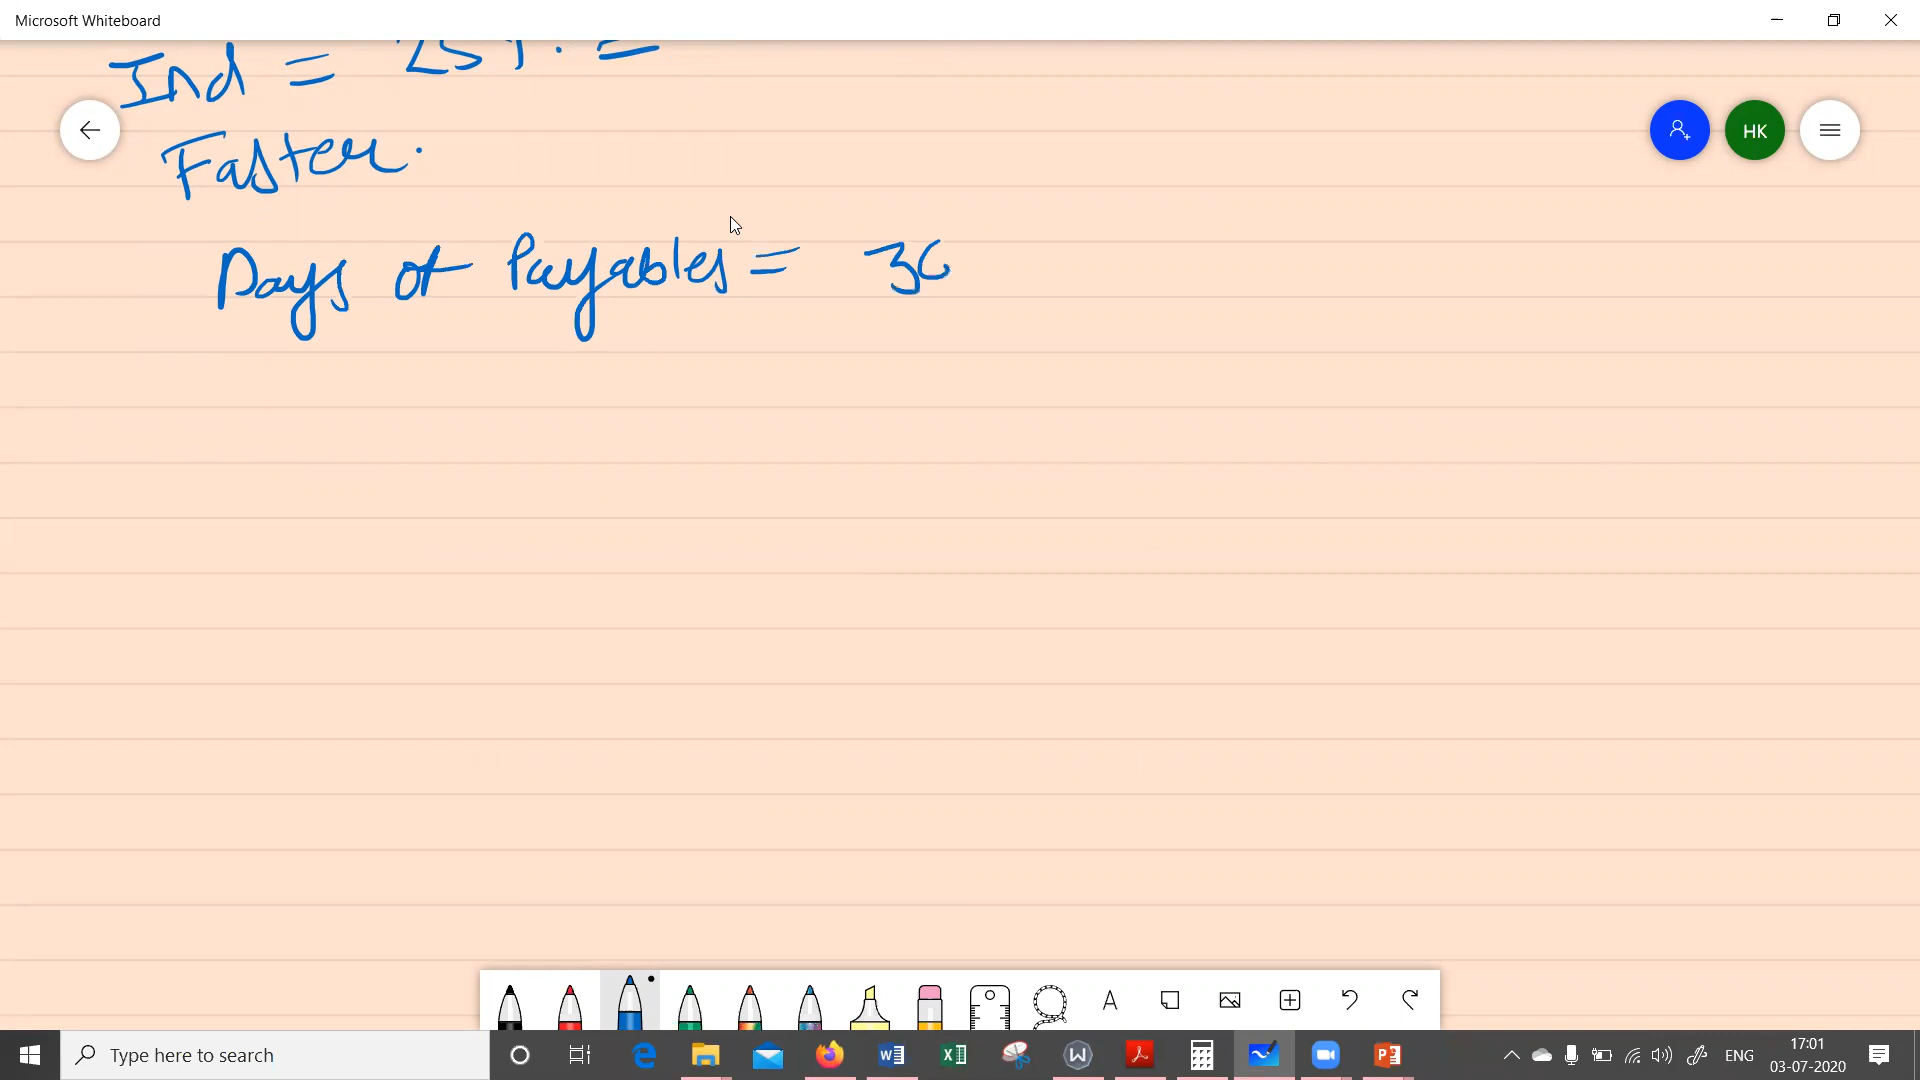 Microsoft Whiteboard
Ind = 25%.
Faster.
HK
Days of Payables = 36
A
Type here to search
ENG
17:01
03-07-2020